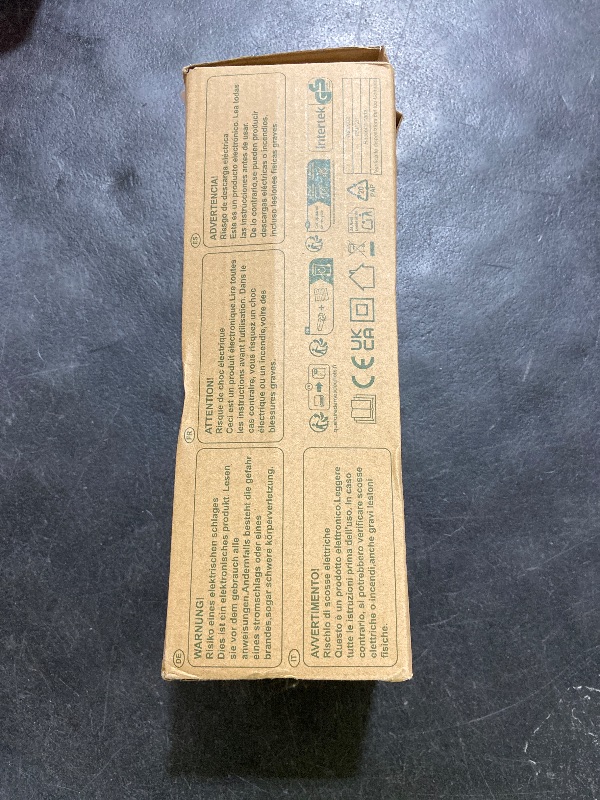 DE
WARNUNG!
Risiko eines elektrischen schlages
Dies ist ein elektronisches produkt. Lesen
sie vor dem gebrauch alle
anweisungen.Andernfalls besteht die gefahr
eines stromschlags oder eines
brandes,sogar schwere körperverletzung.
FR
ATTENTION!
Risque de choc électrique
Ceci est un produit électronique.Lire toutes
les instructions avant l'utilisation. Dans le
cas contraire, vous risquez un choc
électrique ou un incendie,voire des
blessures graves.
ES
ADVERTENCIA!
Riesgo de descarga eléctrica
Este es un producto electrónico. Lea todas
las instrucciones antes de usar.
De lo contrario,se pueden producir
descargas eléctricas o incendios,
incluso lesiones físicas graves.
IT
AVVERTIMENTO!
Rischio di scosse elettriche
Questo è un prodotto elettronico.Leggere
tutte le istruzioni prima dell'uso. In caso
contrario, si potrebbero verificare scosse
elettriche o incendi,anche gravi lesioni
fisiche.
FR
CE UK CA
Intertek
PAP